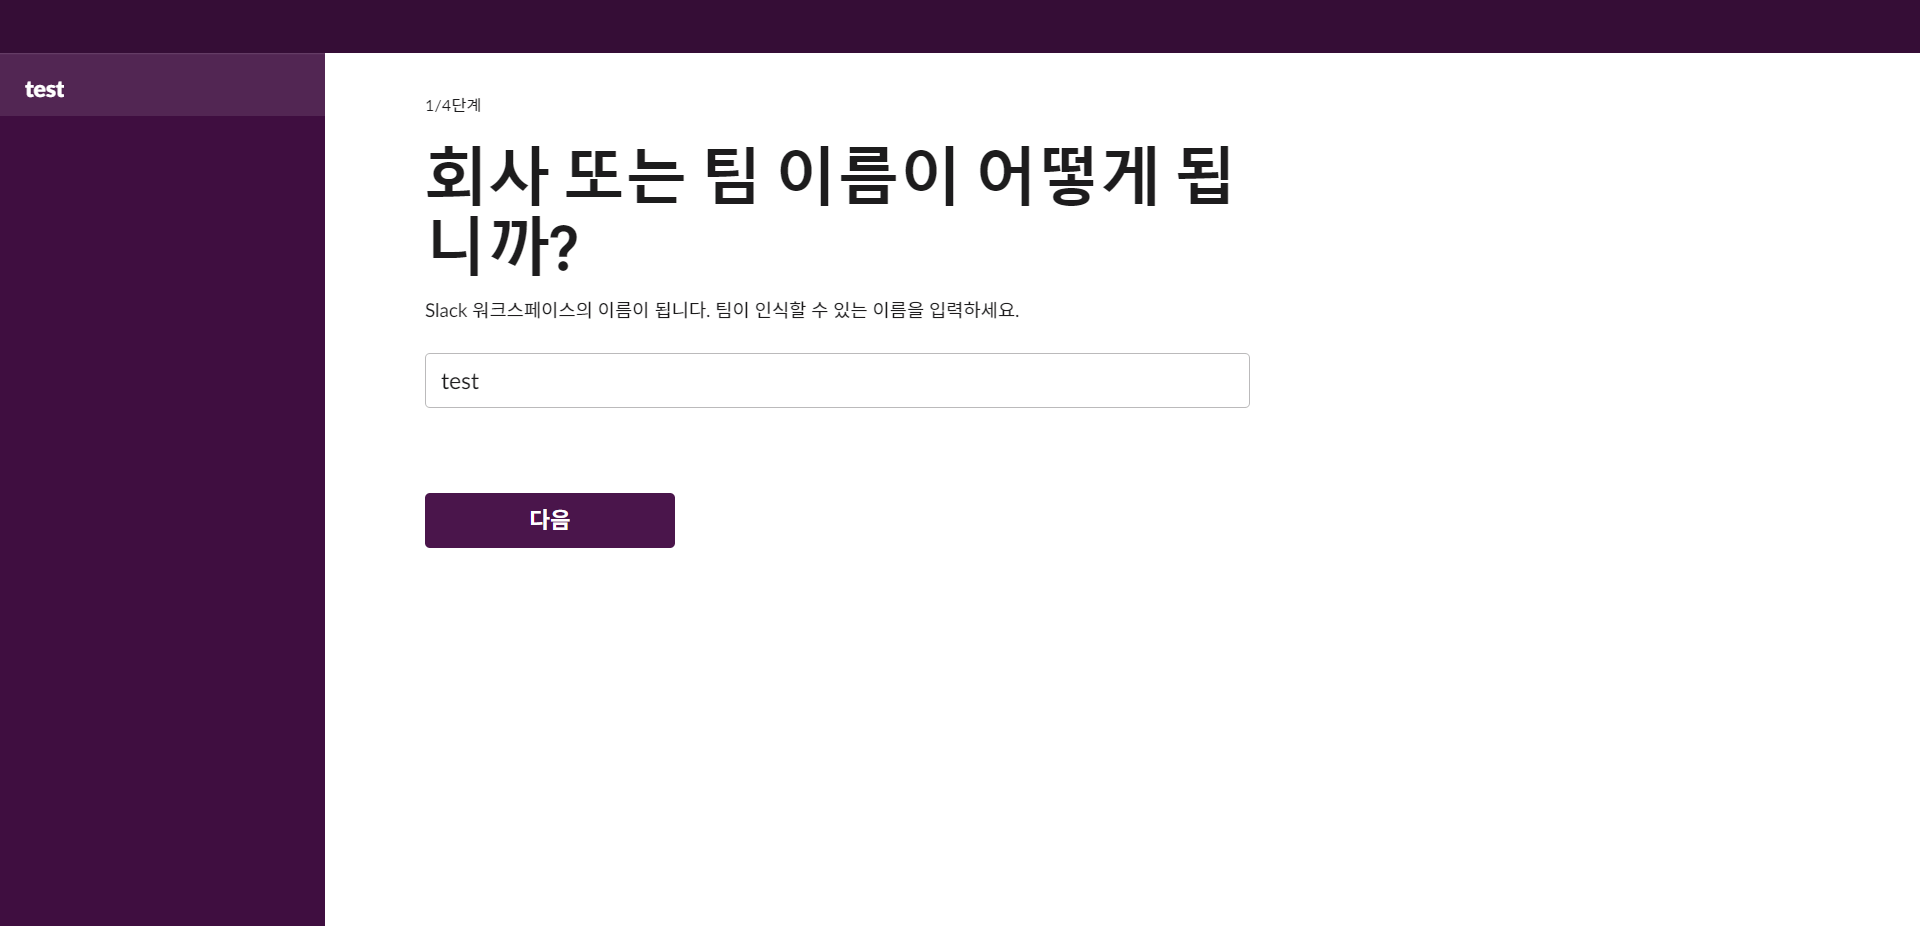 test
1/4단계
회사 또는 팀 이름이 어떻게 됩
니까?
Slack 워크스페이스의 이름이 됩니다. 팀이 인식할 수 있는 이름을 입력하세요.
test
다음